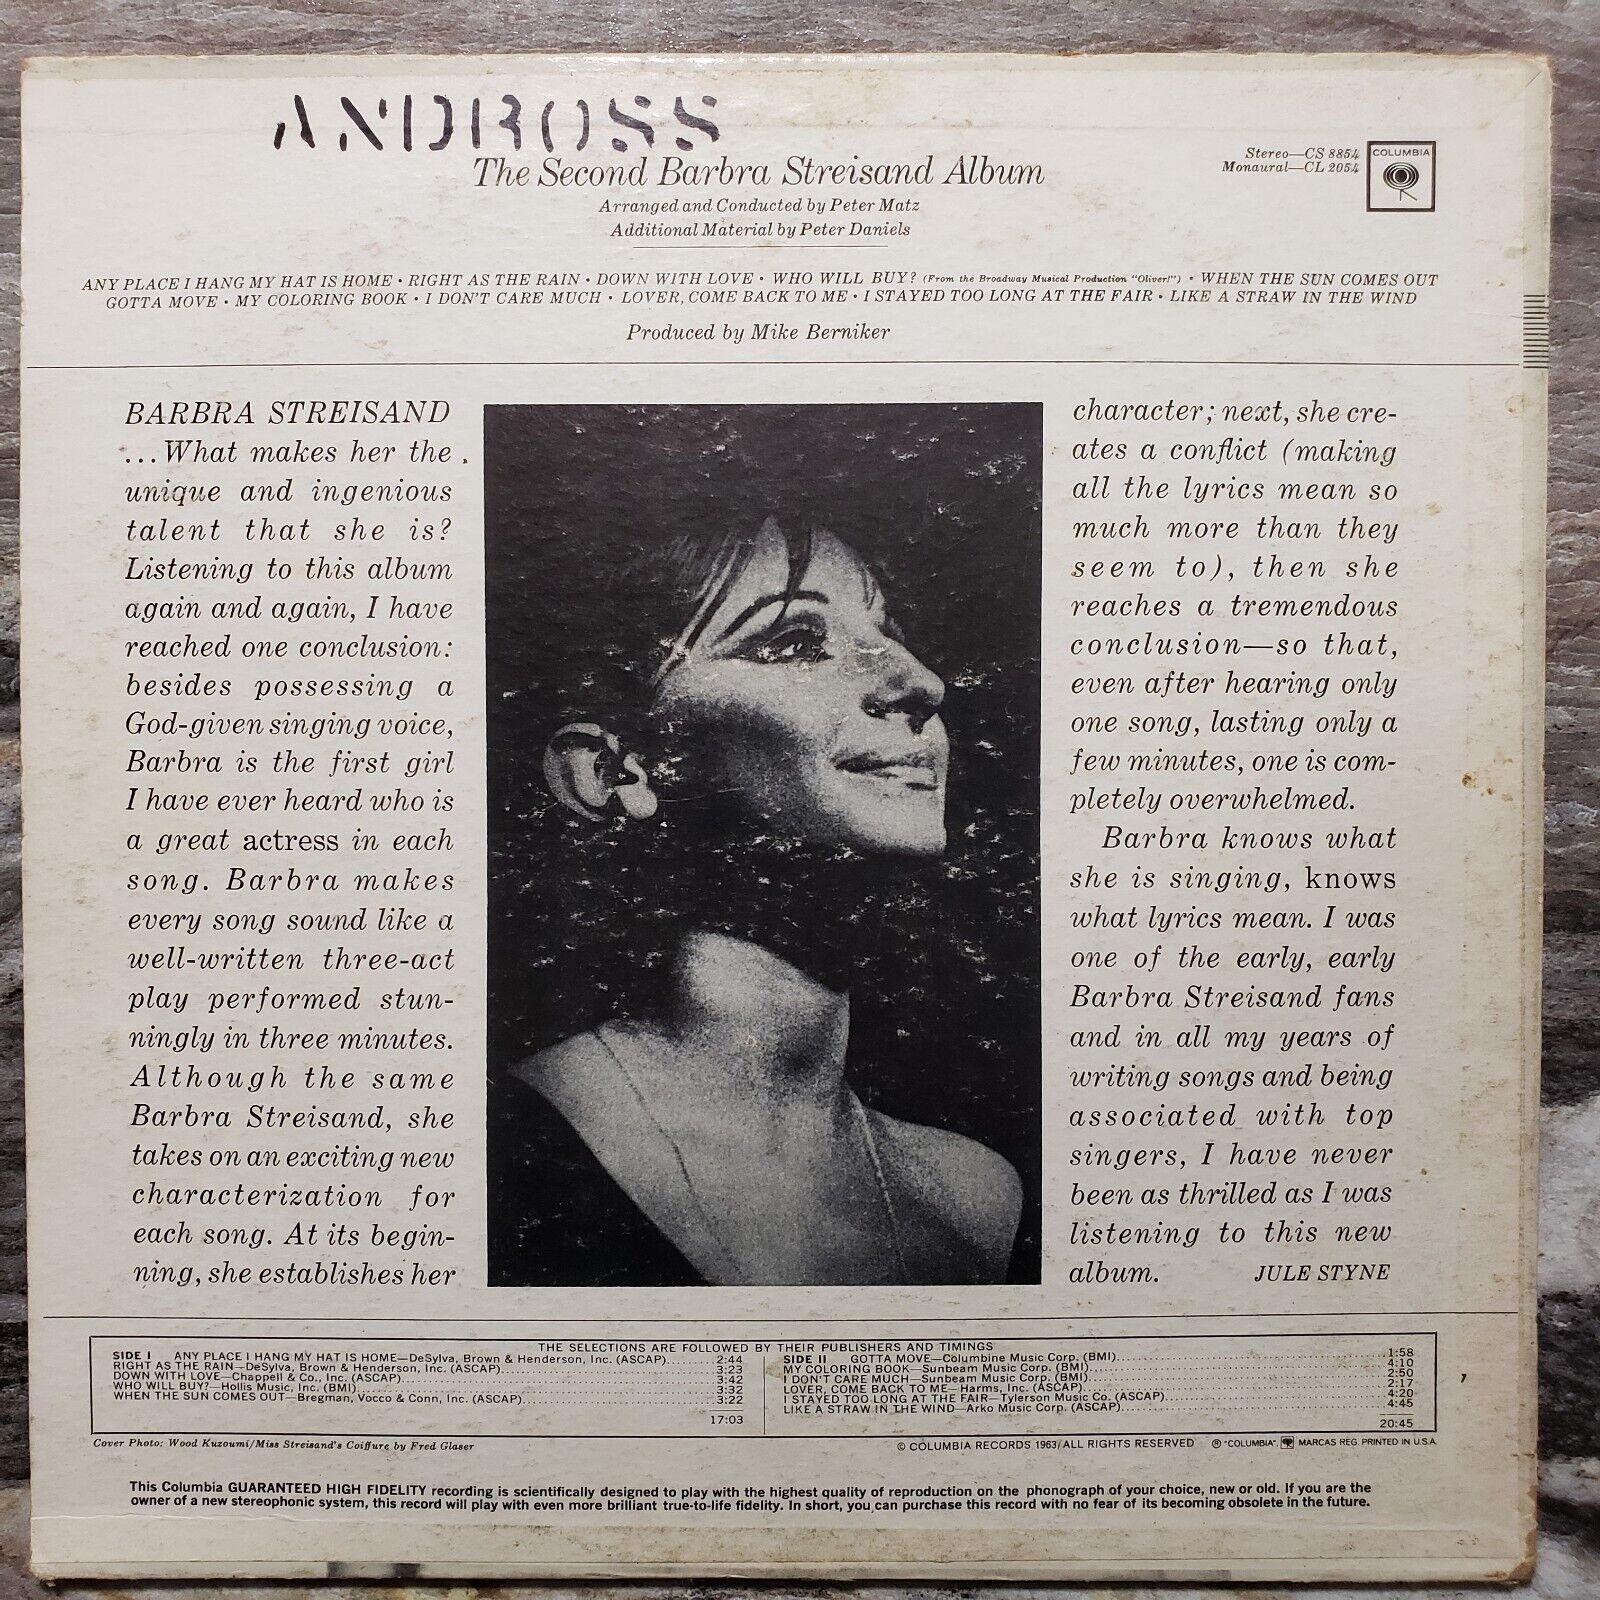 ANDROSS
The Second Barbra Streisand Album
Arranged and Conducted by Peter Matz
Additional Material by Peter Daniels
Stereo—CS 8854
Monaural—CL 2054
COLUMBIA
ANY PLACE I HANG MY HAT IS HOME • RIGHT AS THE RAIN • DOWN WITH LOVE • WHO WILL BUY? (From the Broadway Musical Production "Oliver!") • WHEN THE SUN COMES OUT
GOTTA MOVE • MY COLORING BOOK • I DON'T CARE MUCH • LOVER, COME BACK TO ME • I STAYED TOO LONG AT THE FAIR • LIKE A STRAW IN THE WIND
Produced by Mike Berniker
BARBRA STREISAND
...What makes her the
unique and ingenious
talent that she is?
Listening to this album
again and again, I have
reached one conclusion:
besides possessing a
God-given singing voice,
Barbra is the first girl
I have ever heard who is
a great actress in each
song. Barbra makes
every song sound like a
well-written three-act
play performed stun-
ningly in three minutes.
Although the same
Barbra Streisand, she
takes on an exciting new
characterization for
each song. At its begin-
ning, she establishes her
character; next, she cre-
ates a conflict (making
all the lyrics mean so
much more than they
seem to), then she
reaches a tremendous
conclusion—so that,
even after hearing only
one song, lasting only a
few minutes, one is com-
pletely overwhelmed.
Barbra knows what
she is singing, knows
what lyrics mean. I was
one of the early, early
Barbra Streisand fans
and in all my years of
writing songs and being
associated with top
singers, I have never
been as thrilled as I was
listening to this new
album. JULE STYNE
THE SELECTIONS ARE FOLLOWED BY THEIR PUBLISHERS AND TIMINGS
SIDE I ANY PLACE I HANG MY HAT IS HOME—DeSylva, Brown & Henderson, Inc. (ASCAP)........2:44
RIGHT AS THE RAIN—DeSylva, Brown & Henderson, Inc. (ASCAP)........3:23
DOWN WITH LOVE—Chappell & Co., Inc. (ASCAP)........3:42
WHO WILL BUY?—Hollis Music, Inc. (BMI)........3:32
WHEN THE SUN COMES OUT—Bregman, Vocco & Conn, Inc. (ASCAP)........3:22
17:03
SIDE II GOTTA MOVE—Columbine Music Corp. (BMI)........1:58
MY COLORING BOOK—Sunbeam Music Corp. (BMI)........4:10
I DON'T CARE MUCH—Sunbeam Music Corp. (BMI)........2:50
LOVER, COME BACK TO ME—Harms, Inc. (ASCAP)........2:17
I STAYED TOO LONG AT THE FAIR—Tylerson Music Co. (ASCAP)........4:20
LIKE A STRAW IN THE WIND—Arko Music Corp. (ASCAP)........4:45
20:45
Cover Photo: Wood Kuzoumi/Miss Streisand's Coiffure by Fred Glaser
© COLUMBIA RECORDS 1963/ALL RIGHTS RESERVED ® "COLUMBIA", MARCAS REG. PRINTED IN U.S.A.
This Columbia GUARANTEED HIGH FIDELITY recording is scientifically designed to play with the highest quality of reproduction on the phonograph of your choice, new or old. If you are the
owner of a new stereophonic system, this record will play with even more brilliant true-to-life fidelity. In short, you can purchase this record with no fear of its becoming obsolete in the future.